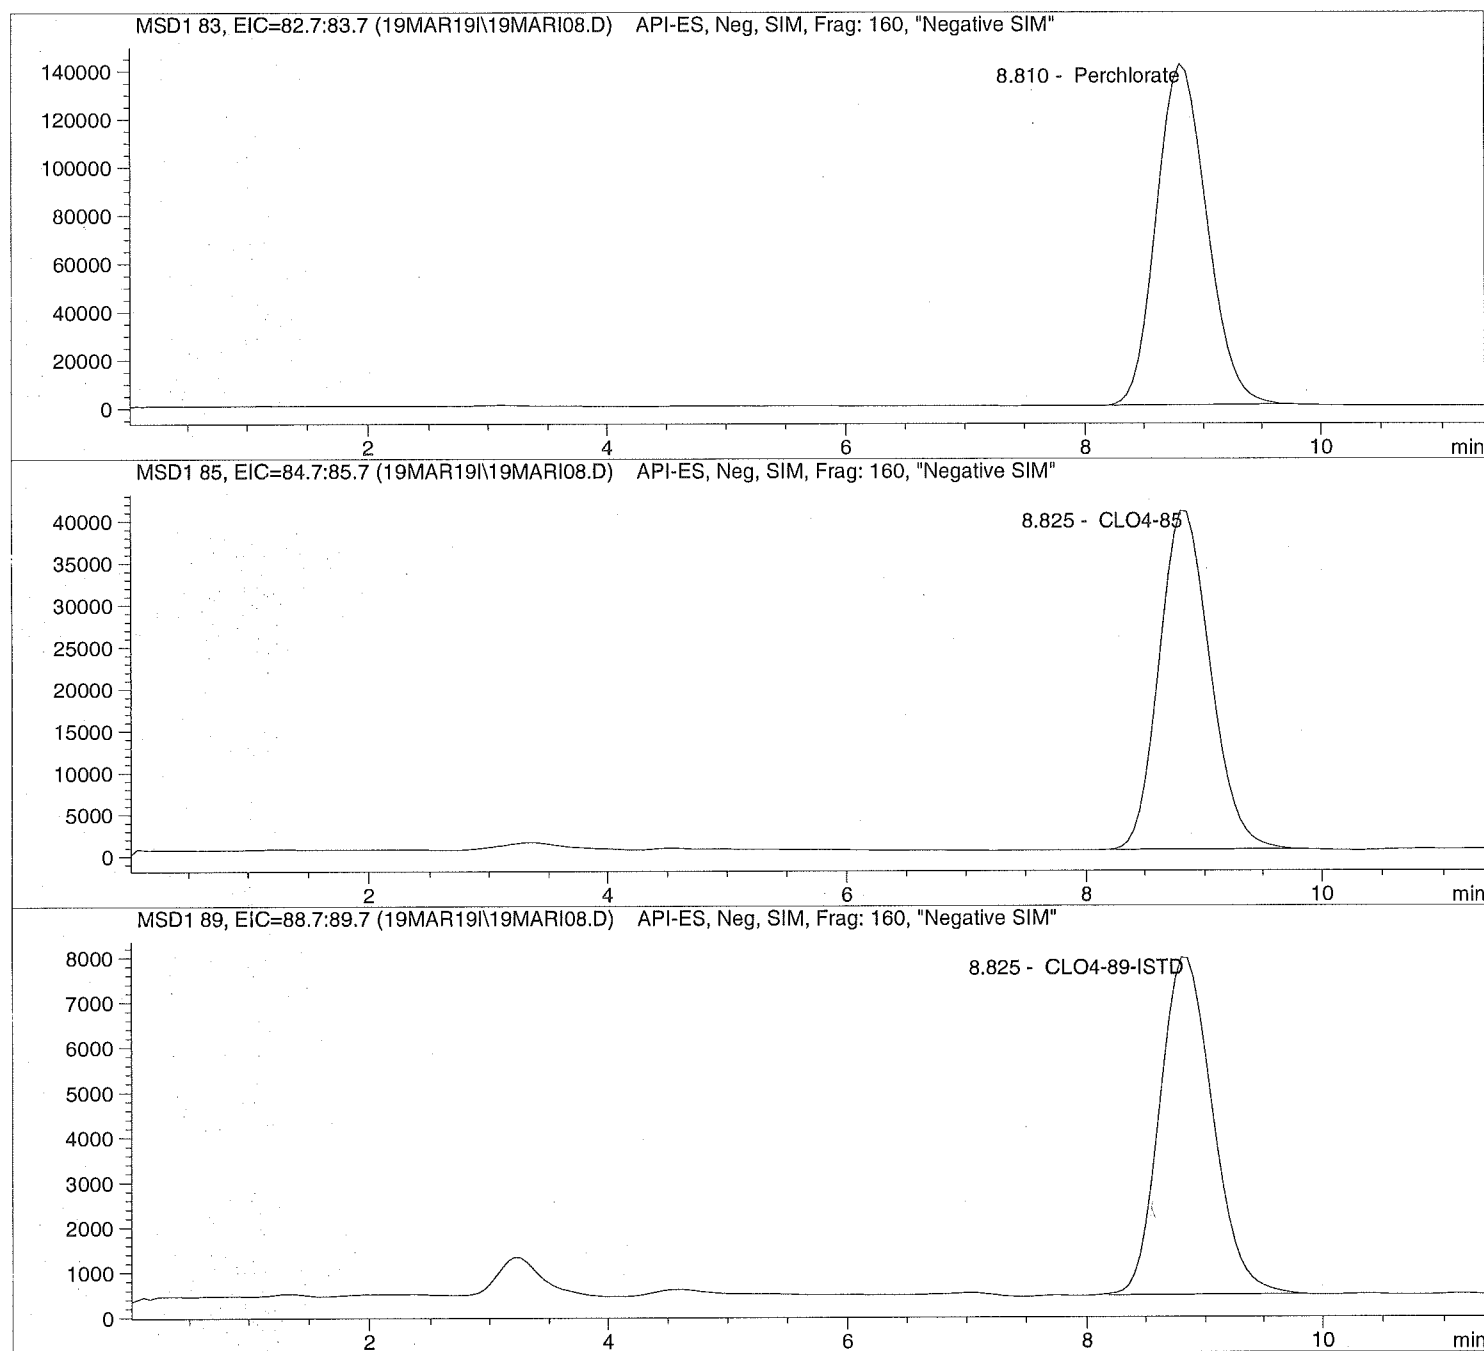 MSD1 83, EIC=82.7:83.7 (19MAR19I\19MARI08.D) API-ES, Neg, SIM, Frag: 160, "Negative SIM"
8.810 - Perchlorate
140000
120000
100000
80000
60000
40000
20000
0
2 4 6 8 10 min
MSD1 85, EIC=84.7:85.7 (19MAR19I\19MARI08.D) API-ES, Neg, SIM, Frag: 160, "Negative SIM"
8.825 - CLO4-85
40000
35000
30000
25000
20000
15000
10000
5000
0
2 4 6 8 10 min
MSD1 89, EIC=88.7:89.7 (19MAR19I\19MARI08.D) API-ES, Neg, SIM, Frag: 160, "Negative SIM"
8.825 - CLO4-89-ISTD
8000
7000
6000
5000
4000
3000
2000
1000
0
2 4 6 8 10 min